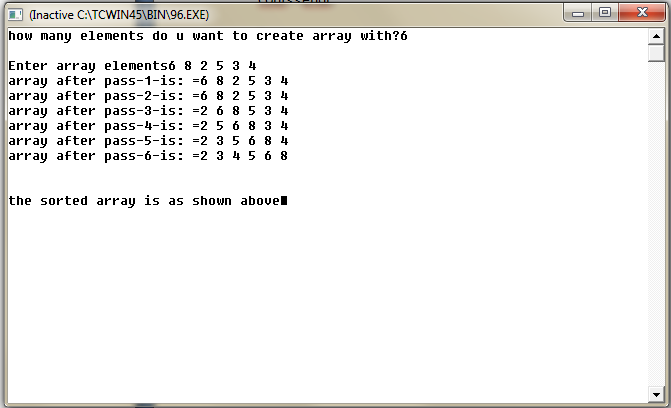 (Inactive C:\TCWIN45\BIN\96.EXE)
how many elements do u want to create array with?6
Enter array elements6 8 2 5 3 4
array after pass-1-is: =6 8 2 5 3 4
array after pass-2-is: =6 8 2 5 3 4
array after pass-3-is: =2 6 8 5 3 4
array after pass-4-is: =2 5 6 8 3 4
array after pass-5-is: =2 3 5 6 8 4
array after pass-6-is: =2 3 4 5 6 8
the sorted array is as shown above